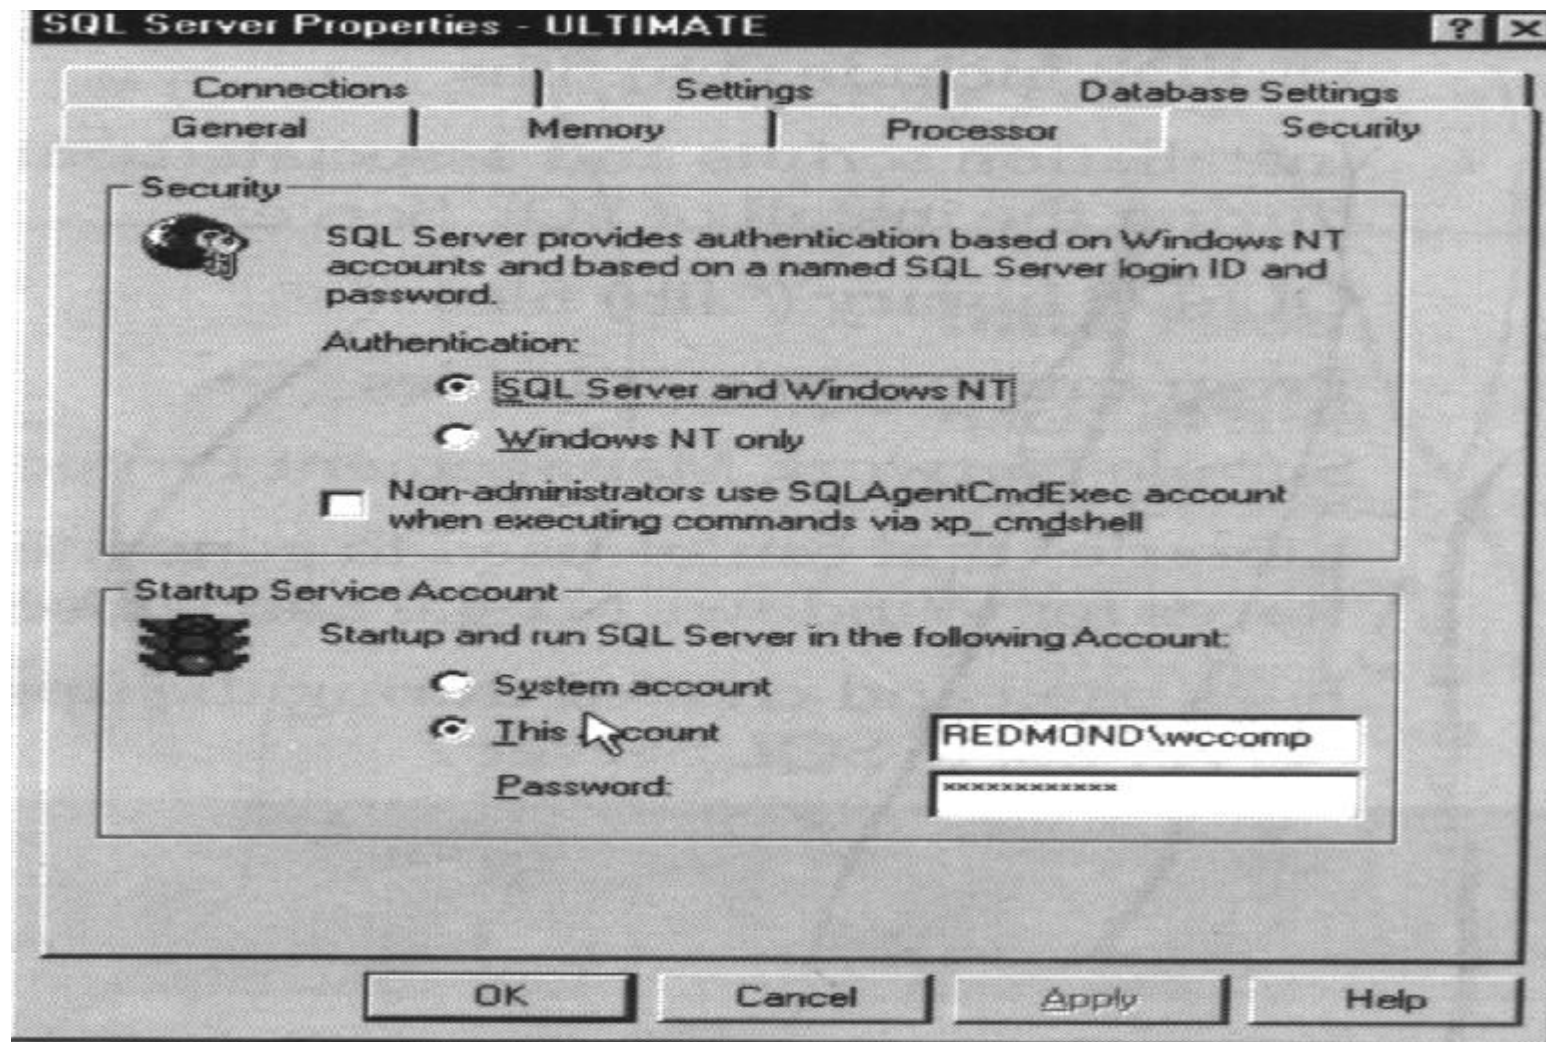 SQL Server Properties - ULTIMATE
Connections Settings Database Settings
General Memory Processor Security
Security
SQL Server provides authentication based on Windows NT
accounts and based on a named SQL Server login ID and
password.
Authentication:
SQL Server and Windows NT
Windows NT only
Non-administrators use SQLAgentCmdExec account
when executing commands via xp_cmdshell
Startup Service Account
Startup and run SQL Server in the following Account:
System account
This Account REDMOND\wccomp
Password: ************
OK Cancel Apply Help